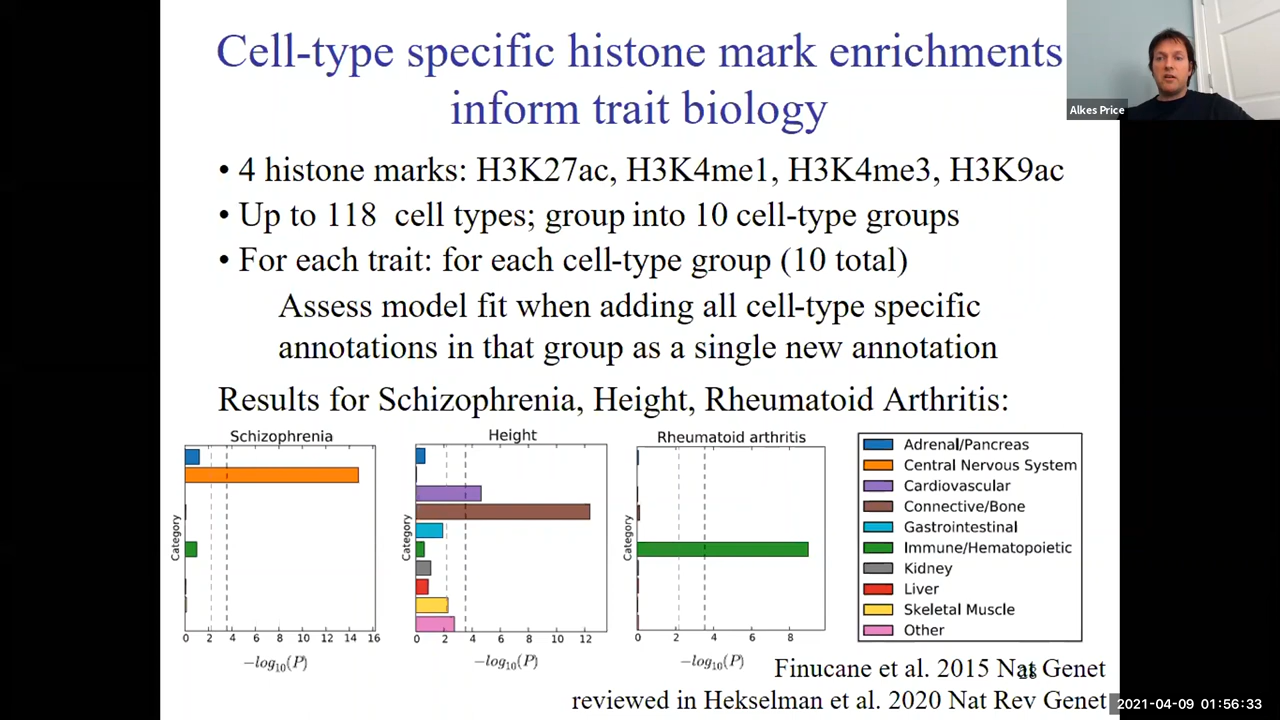 Cell-type specific histone mark enrichments
inform trait biology
Alkes Price
• 4 histone marks: H3K27ac, H3K4me1, H3K4me3, H3K9ac
• Up to 118 cell types; group into 10 cell-type groups
• For each trait: for each cell-type group (10 total)
Assess model fit when adding all cell-type specific
annotations in that group as a single new annotation
Results for Schizophrenia, Height, Rheumatoid Arthritis:
Schizophrenia
Category
0 2 4 6 8 10 12 14 16
-log10(P)
Height
Category
0 2 4 6 8 10 12
-log10(P)
Rheumatoid arthritis
Category
0 2 4 6 8
-log10(P)
Adrenal/Pancreas
Central Nervous System
Cardiovascular
Connective/Bone
Gastrointestinal
Immune/Hematopoietic
Kidney
Liver
Skeletal Muscle
Other
Finucane et al. 2015 Nat Genet
reviewed in Hekselman et al. 2020 Nat Rev Genet
2021-04-09 01:56:33